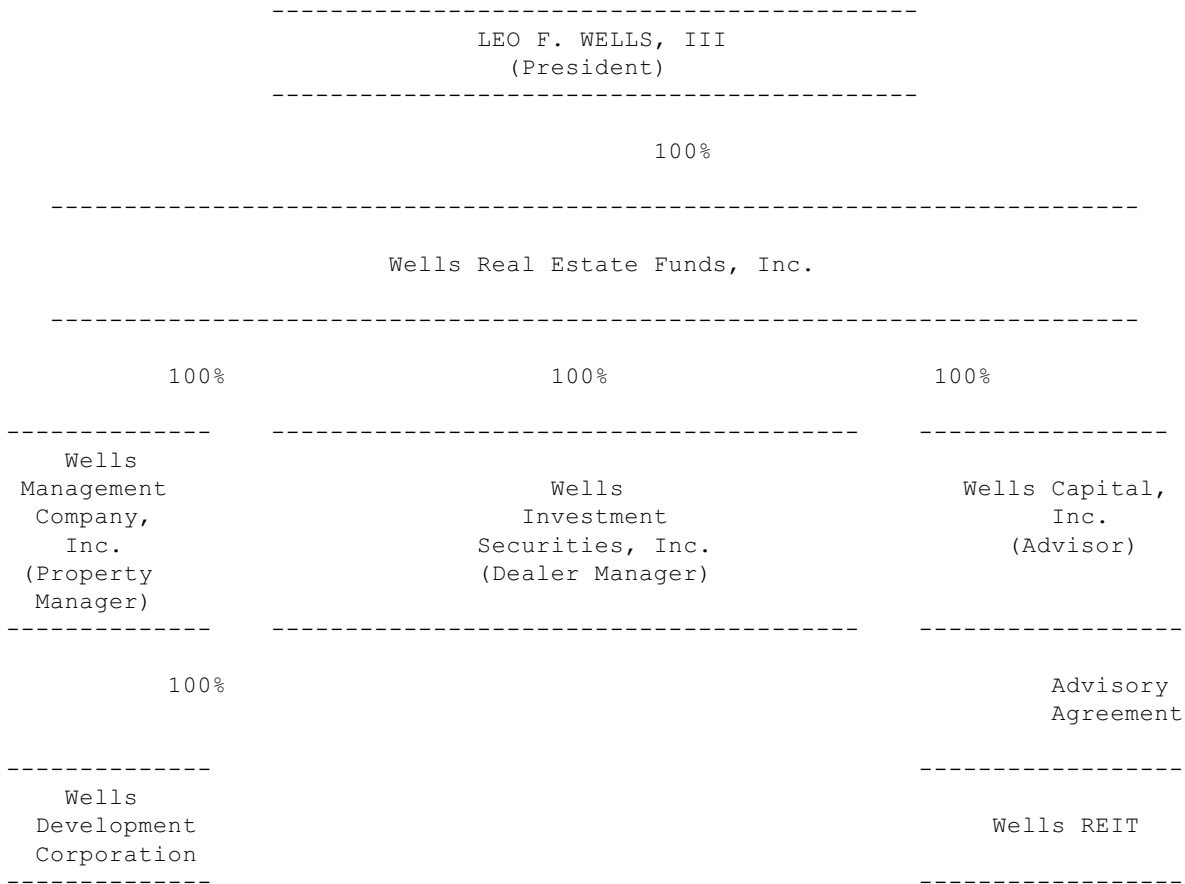 --------------------------------------------
LEO F. WELLS, III
(President)
--------------------------------------------
100%
--------------------------------------------------------------------------
Wells Real Estate Funds, Inc.
--------------------------------------------------------------------------
100% 100% 100%
-------------- ---------------------------------------- -----------------
Wells
Management Wells Wells Capital,
Company, Investment Inc.
Inc. Securities, Inc. (Advisor)
(Property (Dealer Manager)
Manager)
-------------- ---------------------------------------- ------------------
100% Advisory
Agreement
-------------- ------------------
Wells
Development Wells REIT
Corporation
-------------- ------------------